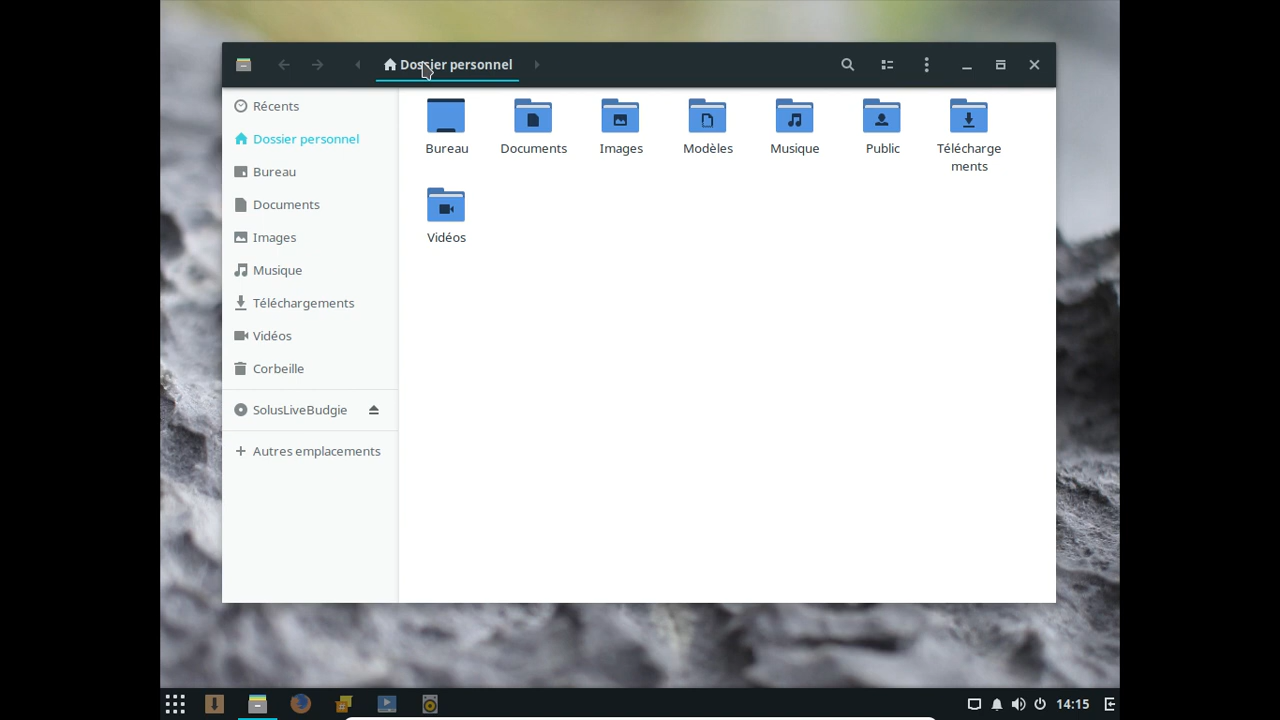 Dossier personnel
Récents
Dossier personnel
Bureau
Documents
Images
Musique
Téléchargements
Vidéos
Corbeille
SolusLiveBudgie
Autres emplacements
Bureau
Documents
Images
Modèles
Musique
Public
Télécharge
ments
Vidéos
14:15